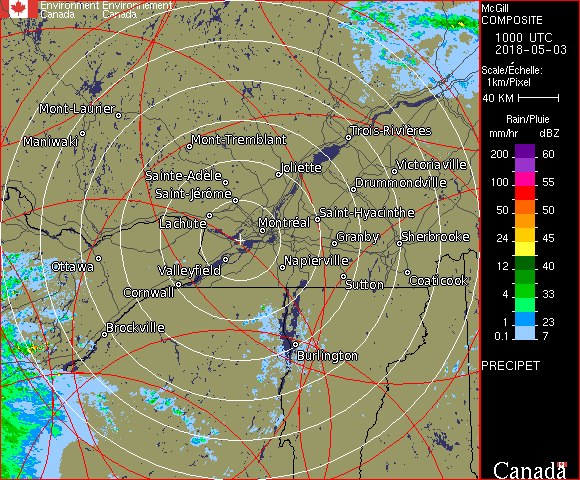 Environment Environnement
Canada Canada
Mont-Laurier
Maniwaki
Mont-Tremblant
Trois-Rivières
Joliette
Victoriaville
Sainte-Adèle
Drummondville
Saint-Jérôme
Lachute
Montréal
Saint-Hyacinthe
Granby
Sherbrooke
Ottawa
Valleyfield
Napierville
Cornwall
Sutton
Coaticook
Brockville
Burlington
McGill
COMPOSITE
1000 UTC
2018-05-03
Scale/Échelle:
1km/Pixel
40 KM
Rain/Pluie
mm/hr dBZ
200 60
150 57
100 55
50 50
24 45
12 40
4 33
1 23
0.1 7
PRECIPET
Canada